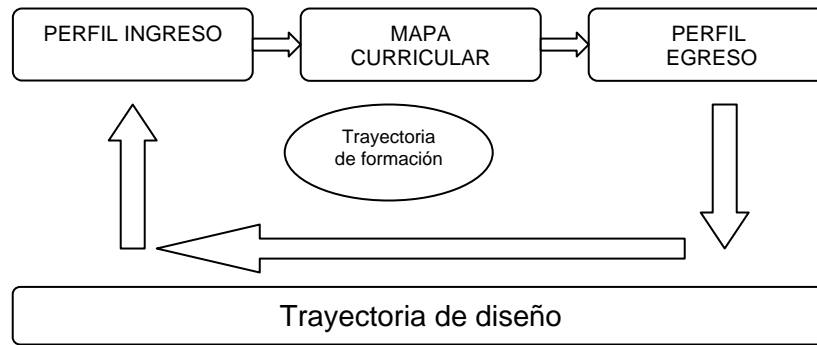 PERFIL INGRESO
MAPA
CURRICULAR
PERFIL
EGRESO
Trayectoria
de formación
Trayectoria de diseño